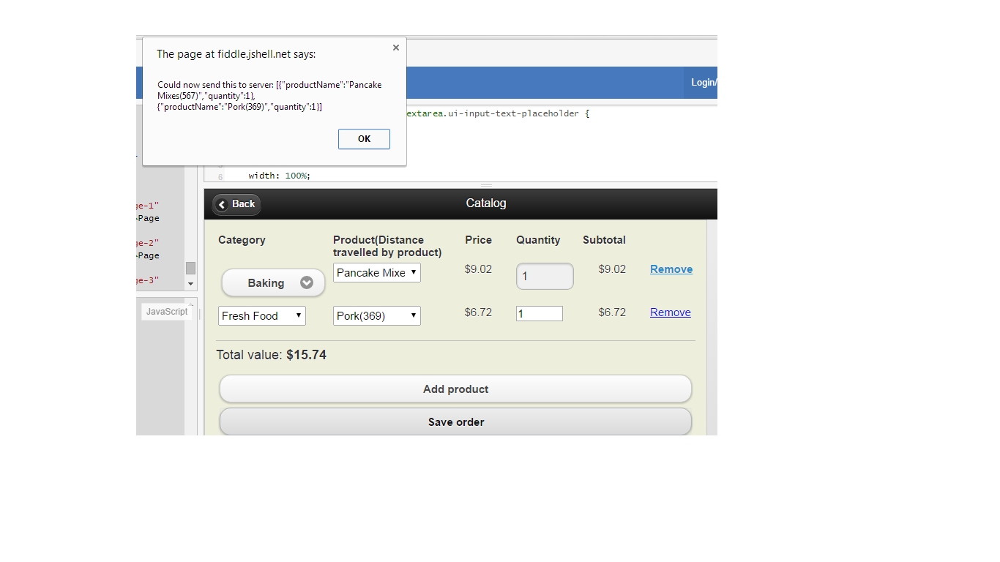 The page at fiddle.jshell.net says:
Could now send this to server: [{"productName":"Pancake
Mixes(567)","quantity":1},
{"productName":"Pork(369)","quantity":1}]
OK
Login/
extarea.ui-input-text-placeholder {
6 width: 100%;
ge-1"
Page
ge-2"
Page
ge-3"
JavaScript
Back
Catalog
Category Product(Distance Price Quantity Subtotal
travelled by product)
Baking Pancake Mixe $9.02 1 $9.02 Remove
Fresh Food Pork(369) $6.72 1 $6.72 Remove
Total value: $15.74
Add product
Save order